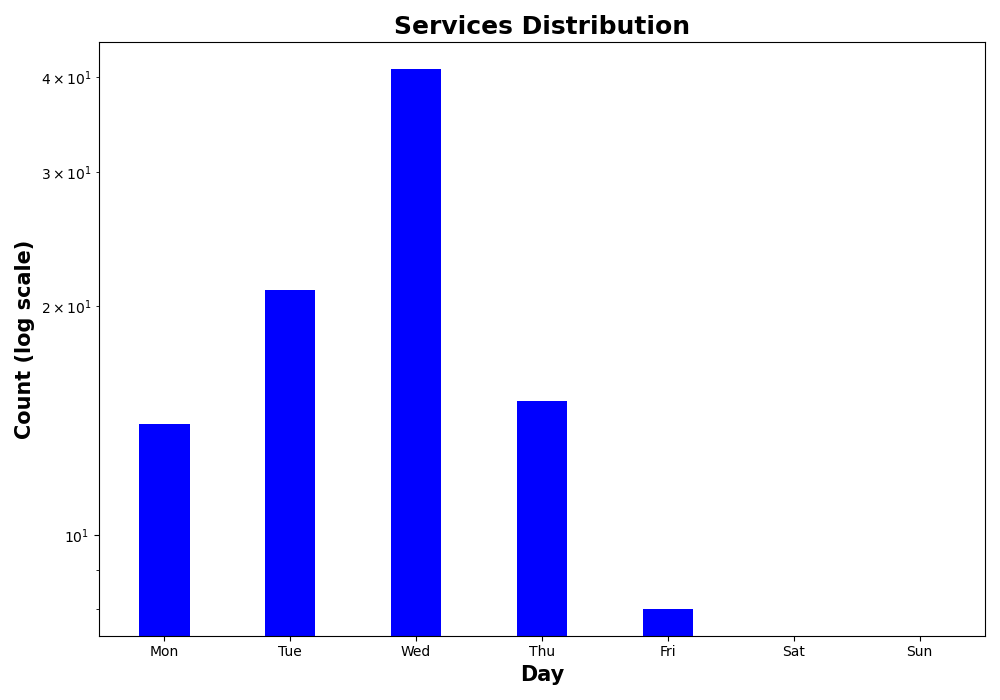 Services Distribution
Count (log scale)
4 × 10¹
3 × 10¹
2 × 10¹
10¹
Mon Tue Wed Thu Fri Sat Sun
Day